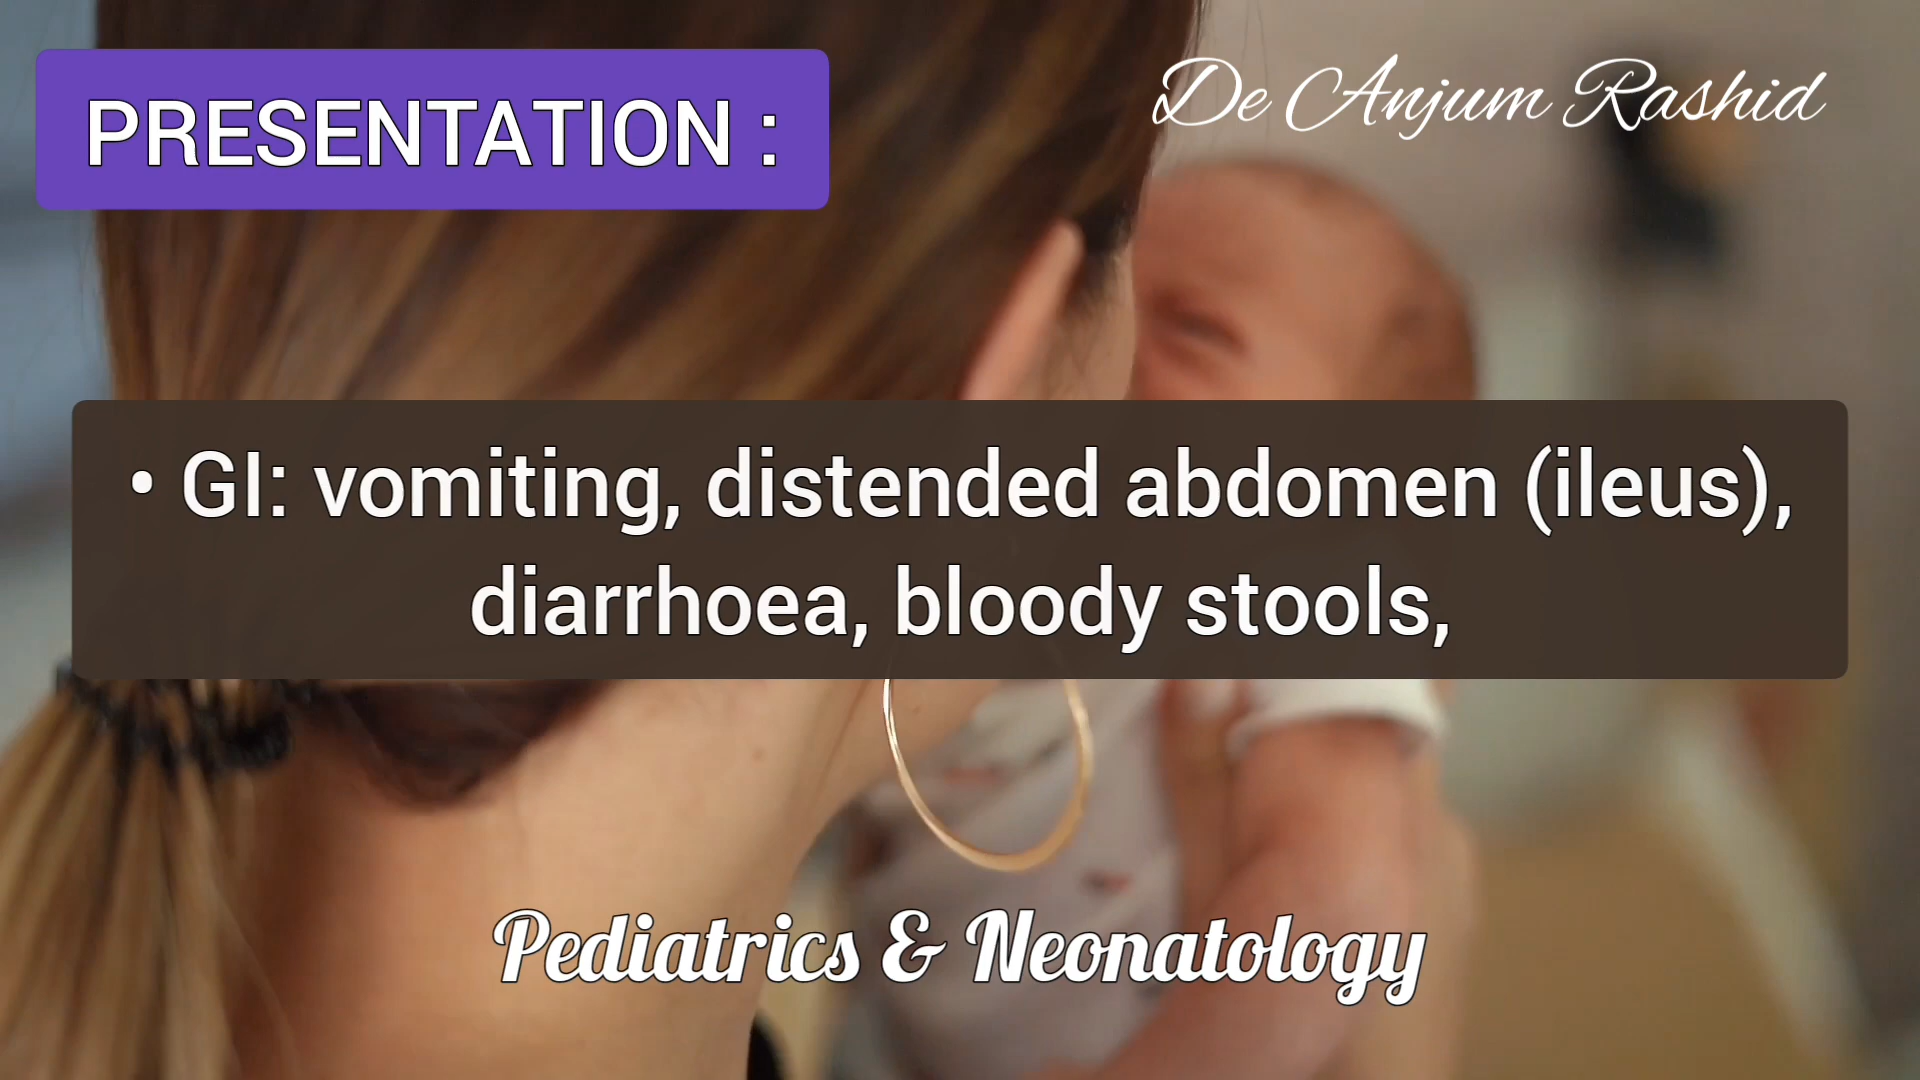 PRESENTATION :
De Anjum Rashid
• GI: vomiting, distended abdomen (ileus),
diarrhoea, bloody stools,
Pediatrics & Neonatology